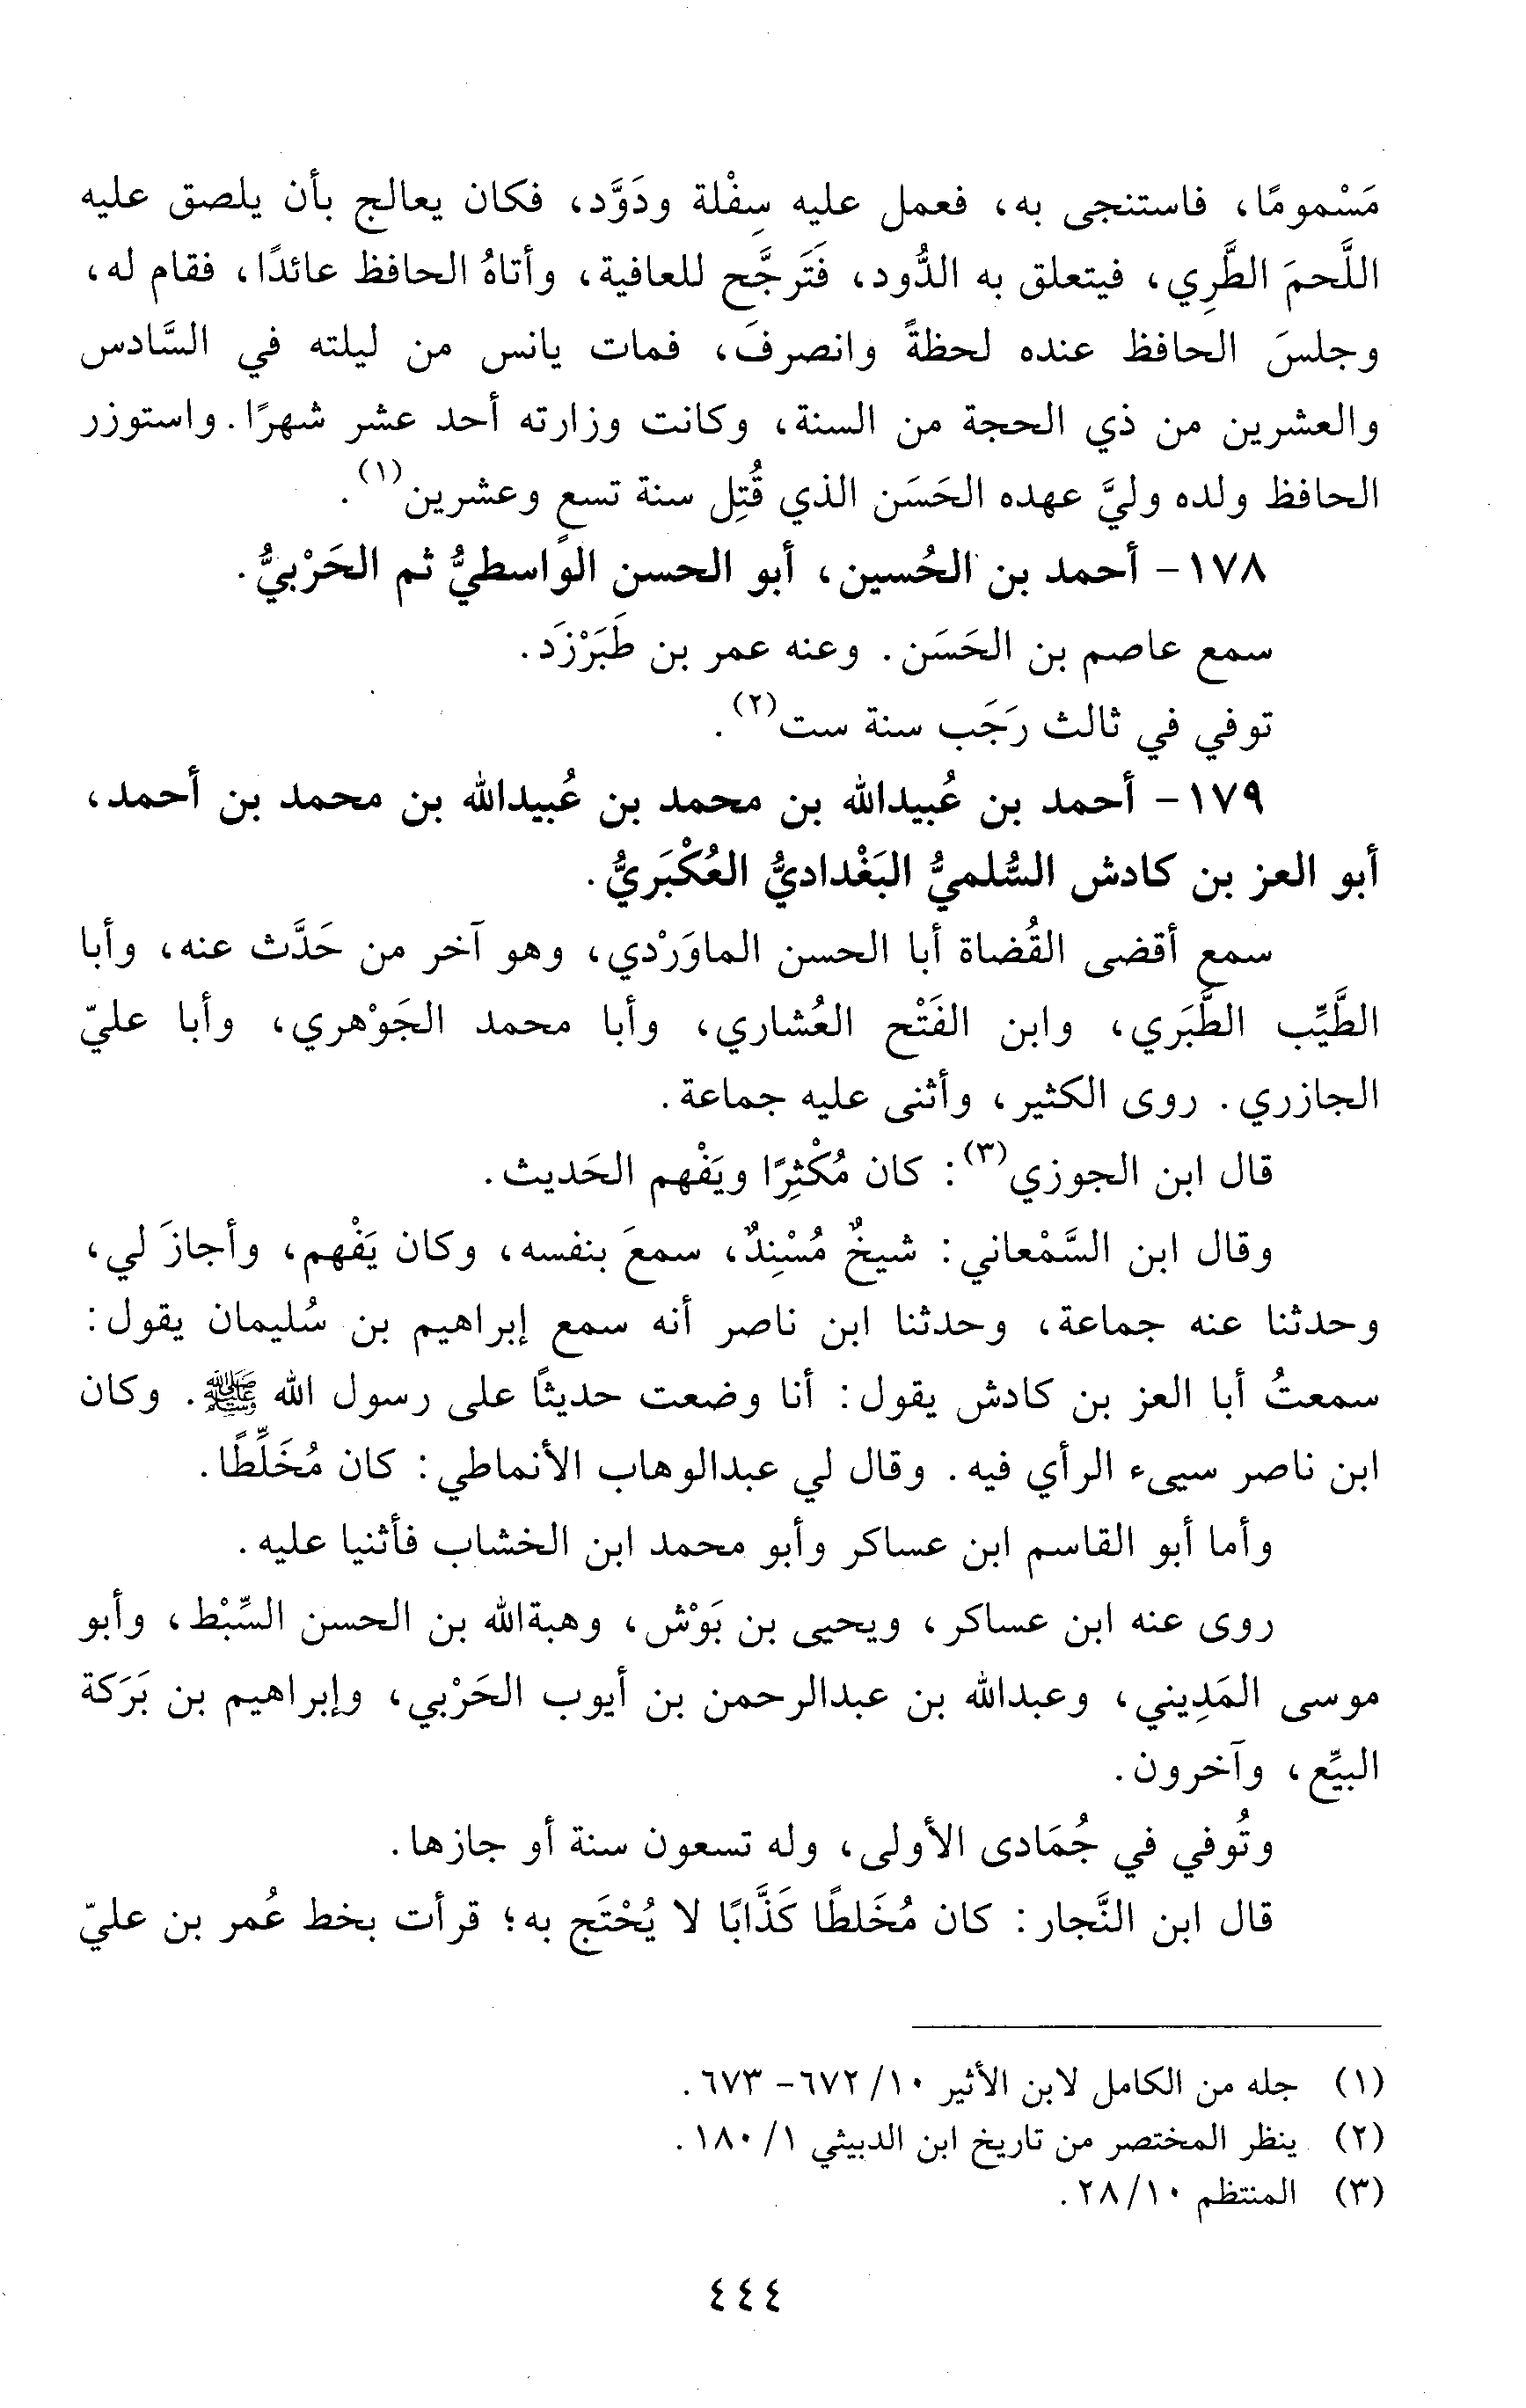 مَسْمومًا، فاستنجى به، فعمل عليه سِفْلة ودَوَّد، فكان يعالج بأن يلصق عليه
اللَّحمَ الطَّرِي، فيتعلق به الدُّود، فَتَرجَّح للعافية، وأتاهُ الحافظ عائدًا، فقام له،
وجلسَ الحافظ عنده لحظةً وانصرفَ، فمات يانس من ليلته في السَّادس
والعشرين من ذي الحجة من السنة، وكانت وزارته أحد عشر شهرًا. واستوزر
الحافظ ولده وليَّ عهده الحَسَن الذي قُتِل سنة تسعٍ وعشرين(١).
١٧٨- أحمد بن الحُسين، أبو الحسن الواسطيُّ ثم الحَرْبيُّ.
سمع عاصم بن الحَسَن. وعنه عمر بن طَبَرْزَد.
توفي في ثالث رَجَب سنة ست(٢).
١٧٩- أحمد بن عُبيدالله بن محمد بن عُبيدالله بن محمد بن أحمد،
أبو العز بن كادش السُّلميُّ البَغْداديُّ العُكْبَريُّ.
سمع أقضى القُضاة أبا الحسن الماوَرْدي، وهو آخر من حَدَّث عنه، وأبا
الطَّيِّب الطَّبَري، وابن الفَتْح العُشاري، وأبا محمد الجَوْهري، وأبا عليّ
الجازري. روى الكثير، وأثنى عليه جماعة.
قال ابن الجوزي(٣): كان مُكْثِرًا ويَفْهم الحَديث.
وقال ابن السَّمْعاني: شيخٌ مُسْنِدٌ، سمعَ بنفسه، وكان يَفْهم، وأجازَ لي،
وحدثنا عنه جماعة، وحدثنا ابن ناصر أنه سمع إبراهيم بن سُليمان يقول:
سمعتُ أبا العز بن كادش يقول: أنا وضعت حديثًا على رسول الله ﷺ. وكان
ابن ناصر سيىء الرأي فيه. وقال لي عبدالوهاب الأنماطي: كان مُخَلِّطًا.
وأما أبو القاسم ابن عساكر وأبو محمد ابن الخشاب فأثنيا عليه.
روى عنه ابن عساكر، ويحيى بن بَوْش، وهبةالله بن الحسن السِّبْط، وأبو
موسى المَدِيني، وعبدالله بن عبدالرحمن بن أيوب الحَرْبي، وإبراهيم بن بَرَكة
البيِّع، وآخرون.
وتُوفي في جُمَادى الأولى، وله تسعون سنة أو جازها.
قال ابن النَّجار: كان مُخَلطًا كَذَّابًا لا يُحْتَج به؛ قرأت بخط عُمر بن عليّ
(١) جله من الكامل لابن الأثير ١٠/ ٦٧٢- ٦٧٣.
(٢) ينظر المختصر من تاريخ ابن الدبيثي ١/ ١٨٠.
(٣) المنتظم ١٠/ ٢٨.
٤٤٤